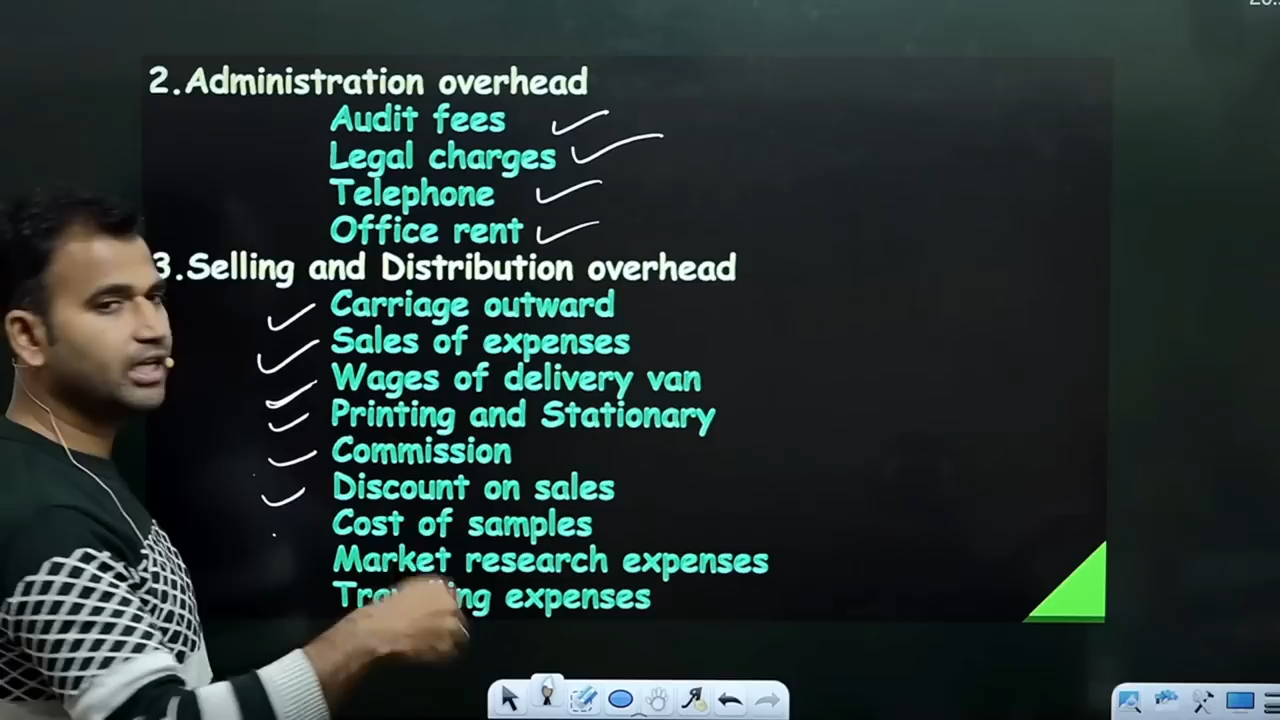 2.Administration overhead
Audit fees
Legal charges
Telephone
Office rent
3.Selling and Distribution overhead
Carriage outward
Sales of expenses
Wages of delivery van
Printing and Stationary
Commission
Discount on sales
Cost of samples
Market research expenses
expenses